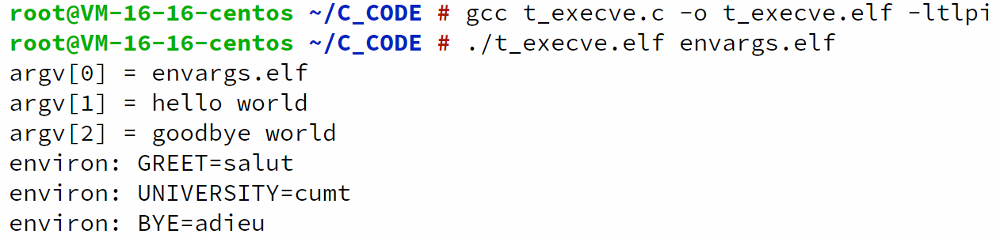 root@VM-16-16-centos ~/C_CODE # gcc t_execve.c -o t_execve.elf -ltlpi
root@VM-16-16-centos ~/C_CODE # ./t_execve.elf envargs.elf
argv[0] = envargs.elf
argv[1] = hello world
argv[2] = goodbye world
environ: GREET=salut
environ: UNIVERSITY=cumt
environ: BYE=adieu